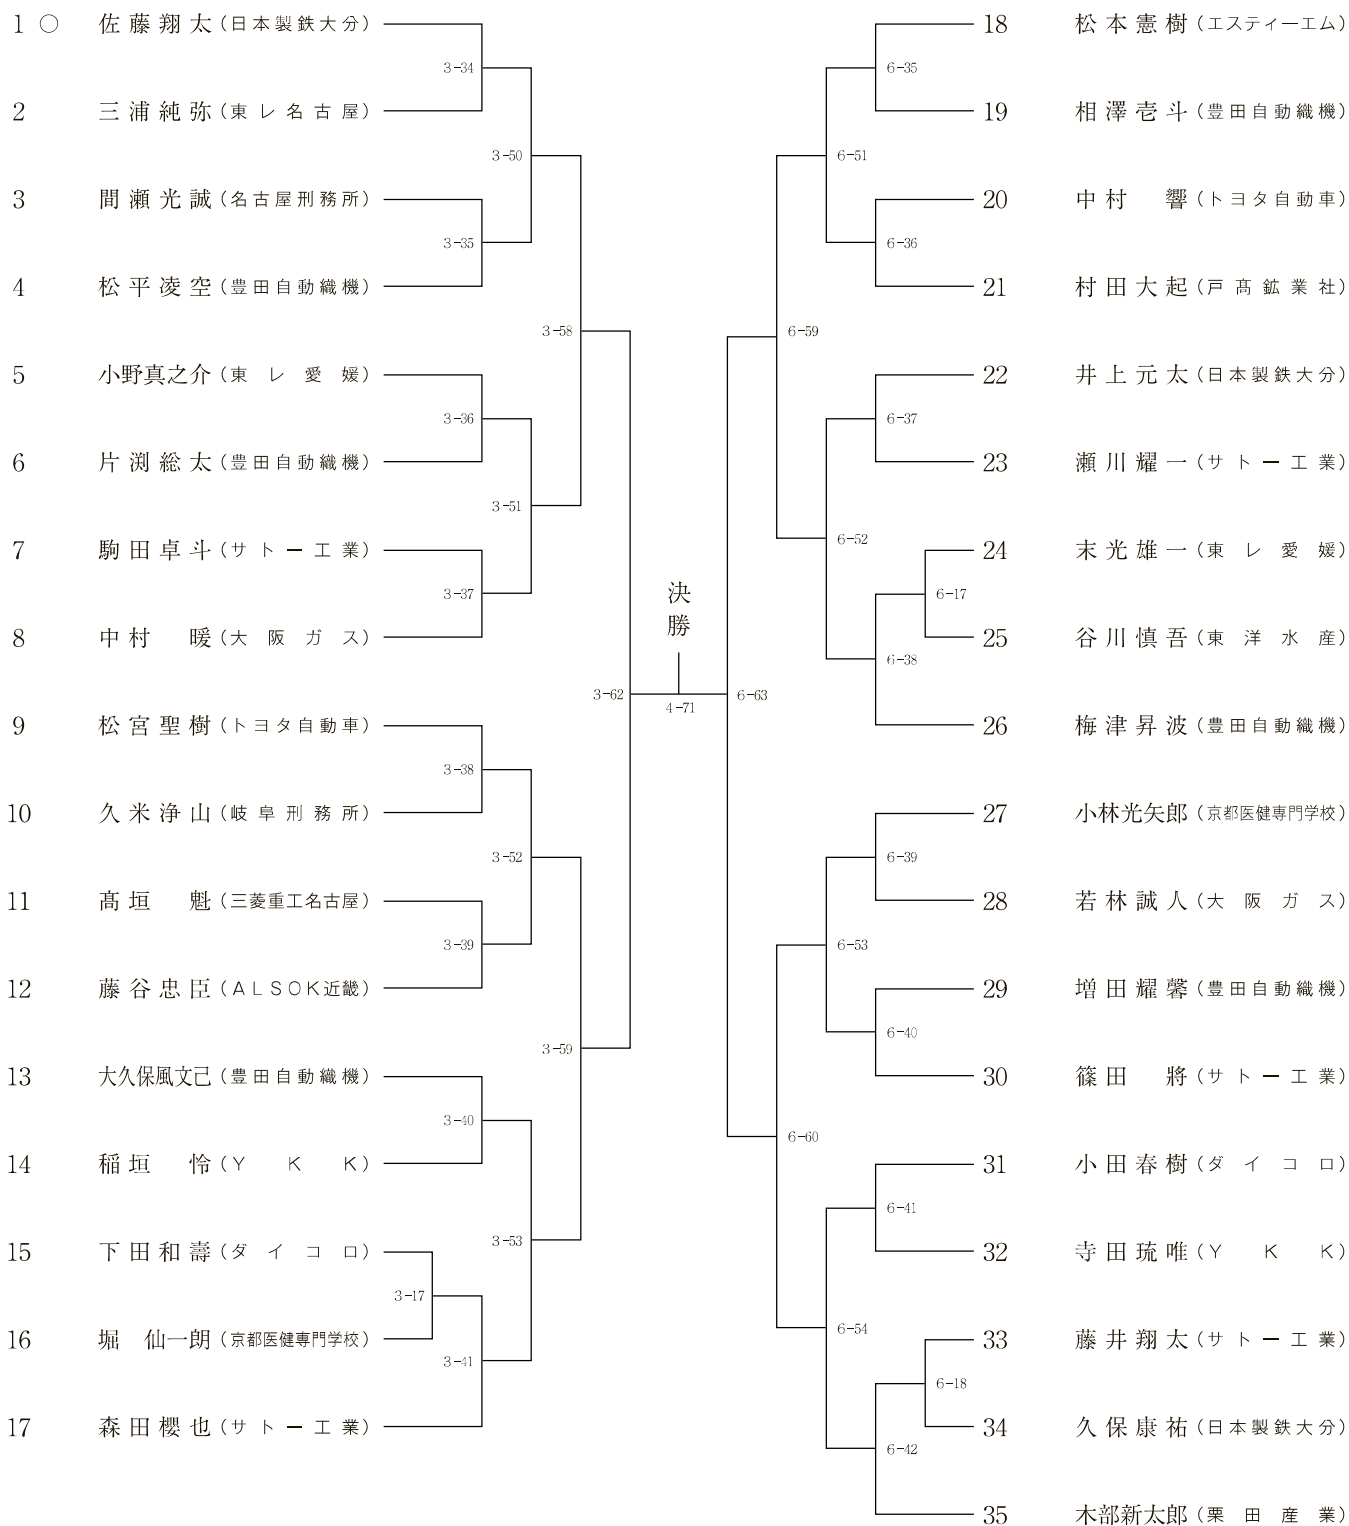 1 ○ 佐藤翔太（日本製鉄大分）
3-34
2 三浦純弥（東レ名古屋）
3-50
3 間瀬光誠（名古屋刑務所）
3-35
4 松平凌空（豊田自動織機）
3-58
5 小野真之介（東レ愛媛）
3-36
6 片渕総太（豊田自動織機）
3-51
7 駒田卓斗（サトー工業）
3-37
8 中村 暖（大阪ガス）
3-62
9 松宮聖樹（トヨタ自動車）
3-38
10 久米浄山（岐阜刑務所）
3-52
11 髙垣 魁（三菱重工名古屋）
3-39
12 藤谷忠臣（ALSOK近畿）
3-59
13 大久保風文己（豊田自動織機）
3-40
14 稲垣 怜（YKK）
3-53
15 下田和壽（ダイコロ）
3-17
16 堀 仙一朗（京都医健専門学校）
3-41
17 森田櫻也（サトー工業）
決勝
4-71
18 松本憲樹（エスティーエム）
6-35
19 相澤壱斗（豊田自動織機）
6-51
20 中村 響（トヨタ自動車）
6-36
21 村田大起（戸髙鉱業社）
6-59
22 井上元太（日本製鉄大分）
6-37
23 瀬川耀一（サトー工業）
6-52
24 末光雄一（東レ愛媛）
6-17
25 谷川慎吾（東洋水産）
6-38
6-63
26 梅津昇波（豊田自動織機）
27 小林光矢郎（京都医健専門学校）
6-39
28 若林誠人（大阪ガス）
6-53
29 増田耀馨（豊田自動織機）
6-40
30 篠田 將（サトー工業）
6-60
31 小田春樹（ダイコロ）
6-41
32 寺田琉唯（YKK）
6-54
33 藤井翔太（サトー工業）
6-18
34 久保康祐（日本製鉄大分）
6-42
35 木部新太郎（栗田産業）